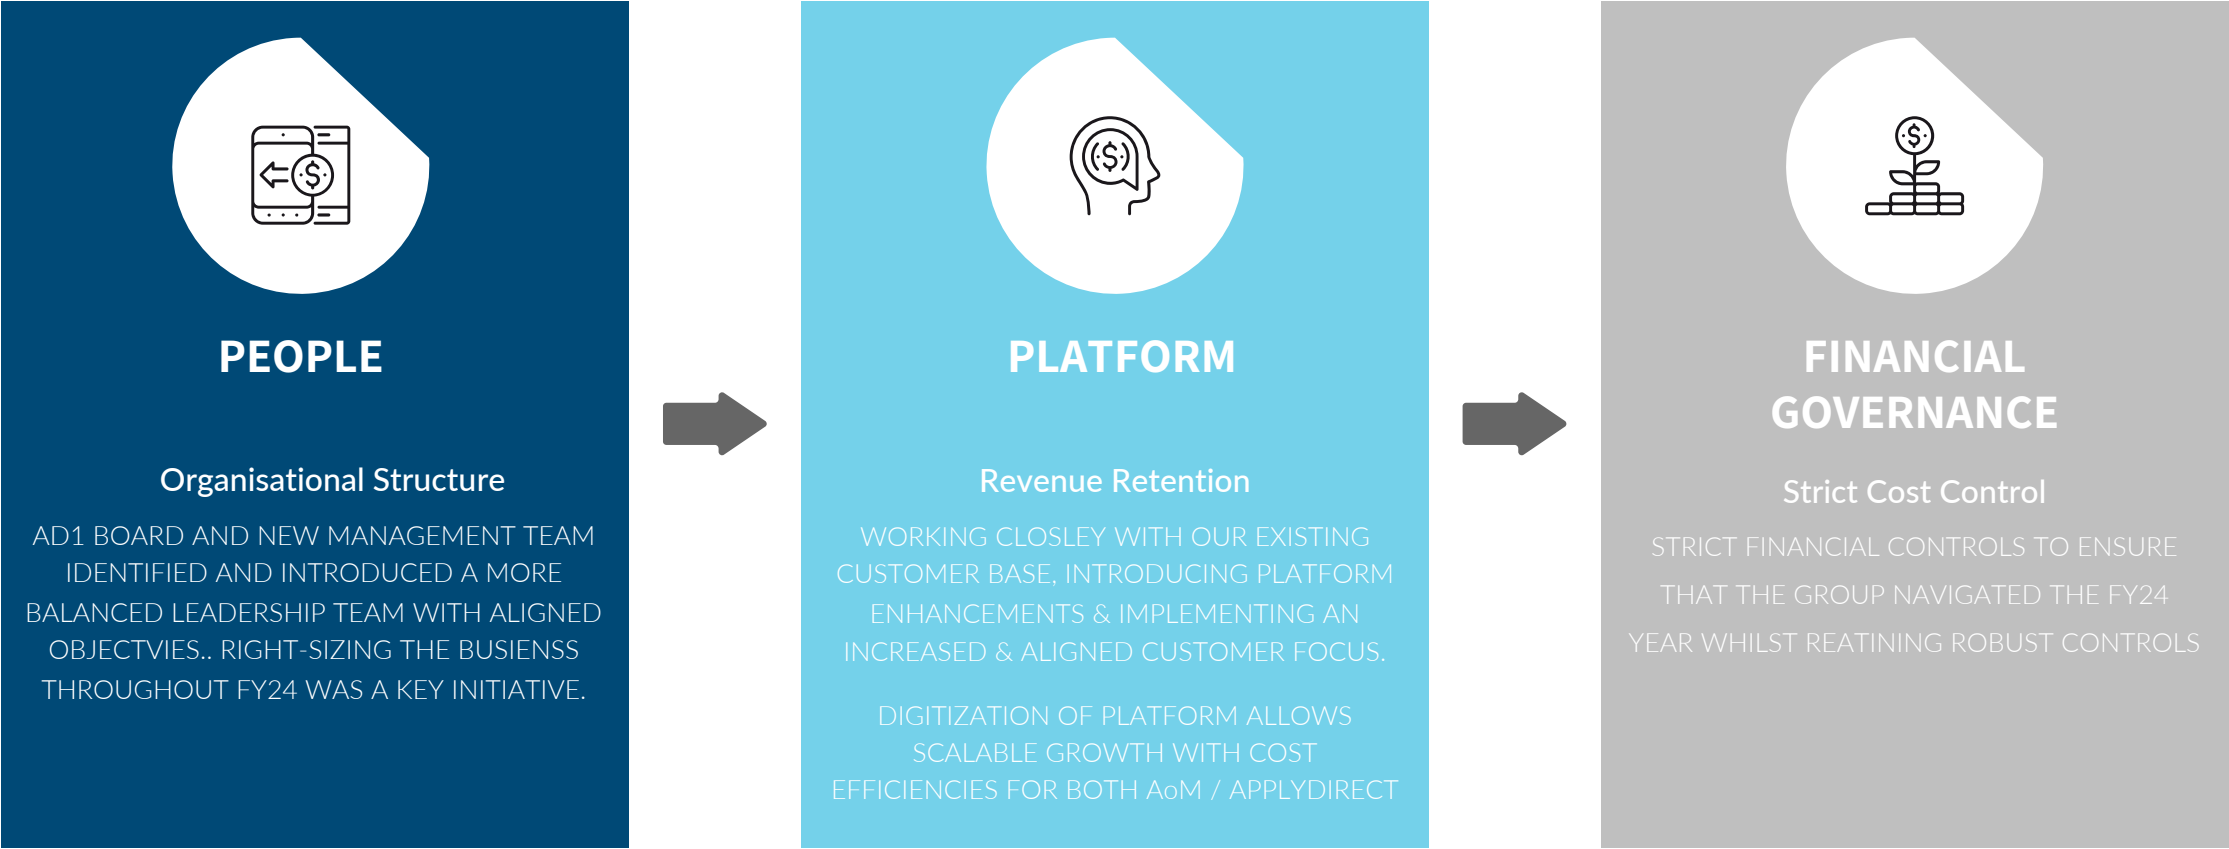 PEOPLE
Organisational Structure
AD1 BOARD AND NEW MANAGEMENT TEAM
IDENTIFIED AND INTRODUCED A MORE
BALANCED LEADERSHIP TEAM WITH ALIGNED
OBJECTVIES.. RIGHT-SIZING THE BUSIENSS
THROUGHOUT FY24 WAS A KEY INITIATIVE.
PLATFORM
Revenue Retention
WORKING CLOSLEY WITH OUR EXISTING
CUSTOMER BASE, INTRODUCING PLATFORM
ENHANCEMENTS & IMPLEMENTING AN
INCREASED & ALIGNED CUSTOMER FOCUS.
DIGITIZATION OF PLATFORM ALLOWS
SCALABLE GROWTH WITH COST
EFFICIENCIES FOR BOTH AoM / APPLYDIRECT
FINANCIAL
GOVERNANCE
Strict Cost Control
STRICT FINANCIAL CONTROLS TO ENSURE
THAT THE GROUP NAVIGATED THE FY24
YEAR WHILST REATINING ROBUST CONTROLS